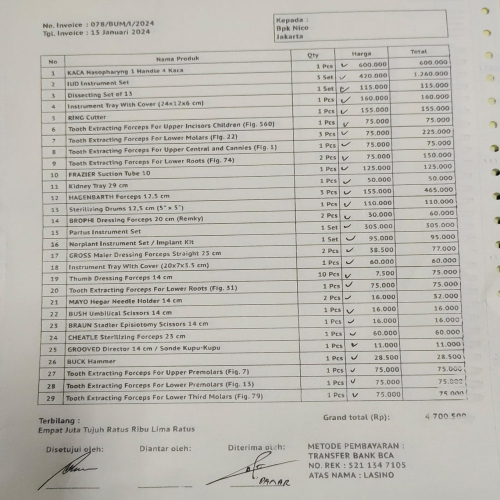 No. Invoice : 078/BUM/I/2024
Tgl. Invoice : 15 Januari 2024
Kepada :
Bpk Nico
Jakarta
No Nama Produk Qty Harga Total
1 KACA Nasopharyng 1 Handle 4 Kaca 1 Pcs 600.000 600.000
2 IUD Instrument Set 3 Set 420.000 1.260.000
3 Dissecting Set of 13 1 Set 115.000 115.000
4 Instrument Tray With Cover (24x12x6 cm) 1 Pcs 160.000 160.000
5 RING Cutter 1 Pcs 155.000 155.000
6 Tooth Extracting Forceps For Upper Incisors Children (Fig. 560) 1 Pcs 75.000 75.000
7 Tooth Extracting Forceps For Lower Molars (Fig. 22) 3 Pcs 75.000 225.000
8 Tooth Extracting Forceps For Upper Central and Cannies (Fig. 1) 1 Pcs 75.000 75.000
9 Tooth Extracting Forceps For Lower Roots (Fig. 74) 2 Pcs 75.000 150.000
10 FRAZIER Suction Tube 10 1 Pcs 125.000 125.000
11 Kidney Tray 29 cm 1 Pcs 50.000 50.000
12 HAGENBARTH Forceps 12.5 cm 3 Pcs 155.000 465.000
13 Sterilizing Drums 12,5 cm (5" x 5") 1 Pcs 110.000 110.000
14 BROPHI Dressing Forceps 20 cm (Remky) 2 Pcs 30.000 60.000
15 Partus Instrument Set 1 Set 305.000 305.000
16 Norplant Instrument Set / Implant Kit 1 Set 95.000 95.000
17 GROSS Maier Dressing Forceps Straight 25 cm 2 Pcs 38.500 77.000
18 Instrument Tray With Cover (20x7x3.5 cm) 1 Pcs 60.000 60.000
19 Thumb Dressing Forceps 14 cm 10 Pcs 7.500 75.000
20 Tooth Extracting Forceps For Lower Roots (Fig. 31) 1 Pcs 75.000 75.000
21 MAYO Hegar Needle Holder 14 cm 2 Pcs 16.000 32.000
22 BUSH Umbilical Scissors 14 cm 1 Pcs 16.000 16.000
23 BRAUN Stadler Episiotomy Scissors 14 cm 1 Pcs 16.000 16.000
24 CHEATLE Sterilizing Forceps 23 cm 1 Pcs 60.000 60.000
25 GROOVED Director 14 cm / Sonde Kupu-Kupu 1 Pcs 11.000 11.000
26 BUCK Hammer 1 Pcs 28.500 28.500
27 Tooth Extracting Forceps For Upper Premolars (Fig. 7) 1 Pcs 75.000 75.000
28 Tooth Extracting Forceps For Lower Premolars (Fig. 13) 1 Pcs 75.000 75.000
29 Tooth Extracting Forceps For Lower Third Molars (Fig. 79) 1 Pcs 75.000 75.000
Terbilang : Grand total (Rp): 4.700.500
Empat Juta Tujuh Ratus Ribu Lima Ratus
Disetujui oleh: Diantar oleh: Diterima oleh:
METODE PEMBAYARAN :
TRANSFER BANK BCA
NO. REK : 521 134 7105
ATAS NAMA : LASINO